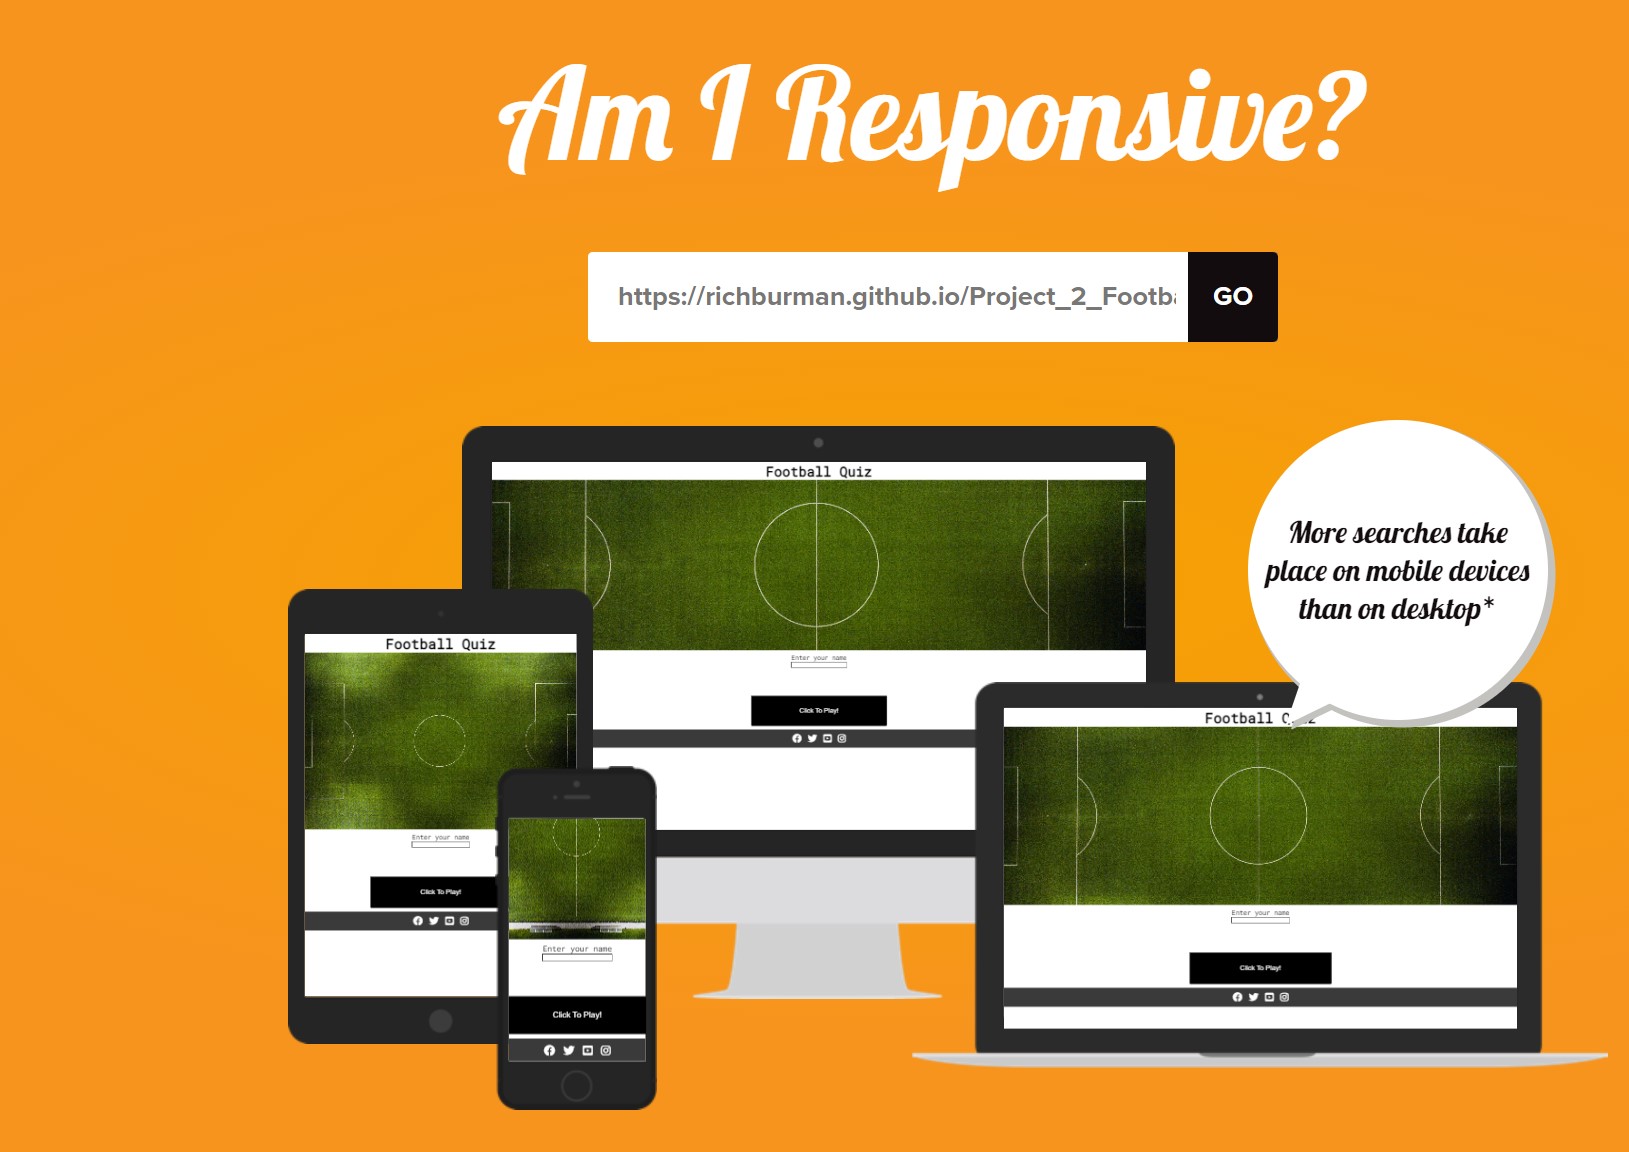 Am I Responsive?
https://richburman.github.io/Project_2_Footb
GO
Football Quiz
Enter your name
Click To Play!
More searches take
place on mobile devices
than on desktop*
Football Quiz
Enter your name
Click To Play!
Enter your name
Click To Play!
Football
Enter your name
Click To Play!